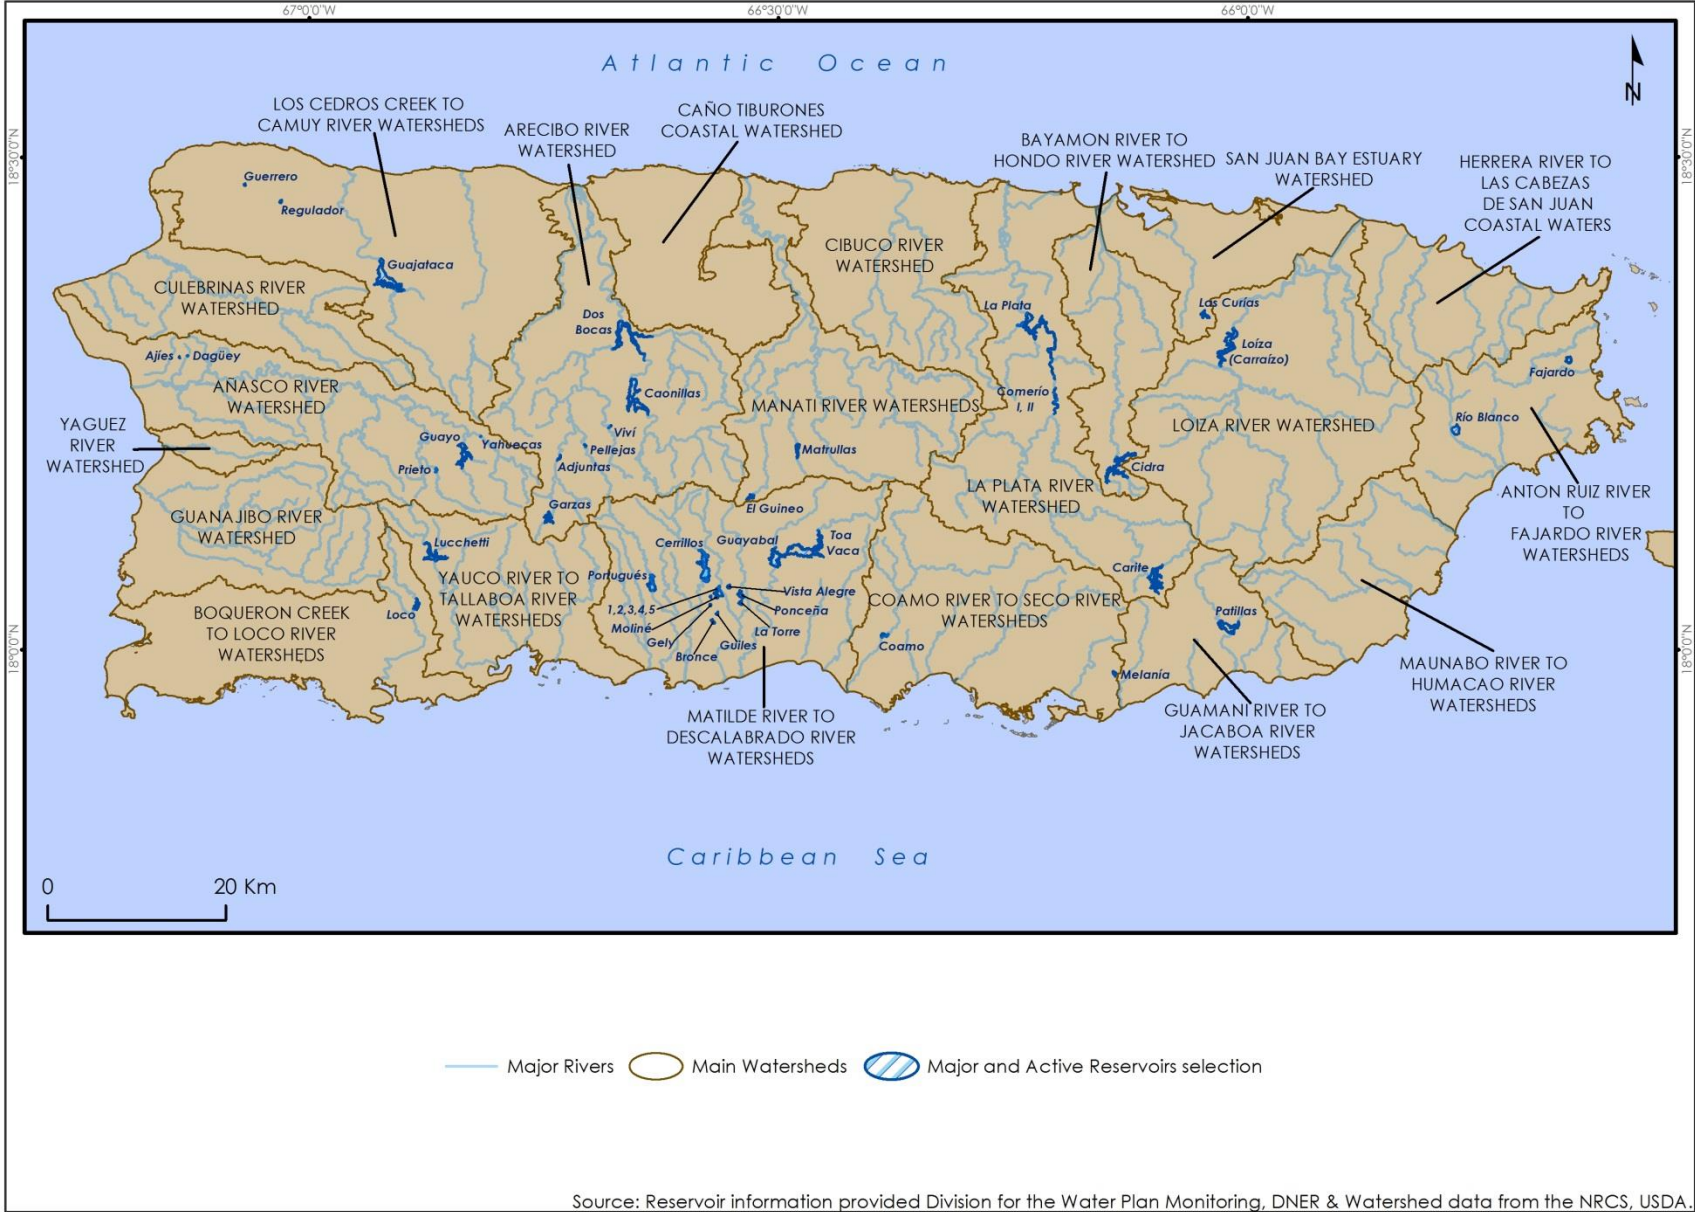 67°0'0"W
66°30'0"W
66°0'0"W
18°30'0"N
18°30'0"N
18°0'0"N
18°0'0"N
N
Atlantic Ocean
LOS CEDROS CREEK TO
CAMUY RIVER WATERSHEDS
ARECIBO RIVER
WATERSHED
CAÑO TIBURONES
COASTAL WATERSHED
BAYAMON RIVER TO
HONDO RIVER WATERSHED
SAN JUAN BAY ESTUARY
WATERSHED
HERRERA RIVER TO
LAS CABEZAS
DE SAN JUAN
COASTAL WATERS
Guerrero
Regulador
Guajataca
CULEBRINAS RIVER
WATERSHED
CIBUCO RIVER
WATERSHED
Dos
Bocas
La Plata
Las Curías
Loíza
(Carraízo)
Ajíes
Dagüey
AÑASCO RIVER
WATERSHED
Caonillas
MANATI RIVER WATERSHEDS
Comerío
I, II
Fajardo
Río Blanco
LOIZA RIVER WATERSHED
YAGUEZ
RIVER
WATERSHED
Guayo
Yahuecas
Prieto
Viví
Pellejas
Adjuntas
Matrullas
Cidra
LA PLATA RIVER
WATERSHED
ANTON RUIZ RIVER
TO
FAJARDO RIVER
WATERSHEDS
GUANAJIBO RIVER
WATERSHED
Garzas
El Guineo
Lucchetti
Cerrillos
Guayabal
Toa
Vaca
Portugués
YAUCO RIVER TO
TALLABOA RIVER
WATERSHEDS
Carite
Vista Alegre
COAMO RIVER TO SECO RIVER
WATERSHEDS
BOQUERON CREEK
TO LOCO RIVER
WATERSHEDS
Loco
1,2,3,4,5
Ponceña
Moliné
La Torre
Gely
Guiles
Bronce
Coamo
Patillas
Melanía
MATILDE RIVER TO
DESCALABRADO RIVER
WATERSHEDS
GUAMANI RIVER TO
JACABOA RIVER
WATERSHEDS
MAUNABO RIVER TO
HUMACAO RIVER
WATERSHEDS
Caribbean Sea
0 20 Km
Major Rivers Main Watersheds Major and Active Reservoirs selection
Source: Reservoir information provided Division for the Water Plan Monitoring, DNER & Watershed data from the NRCS, USDA.